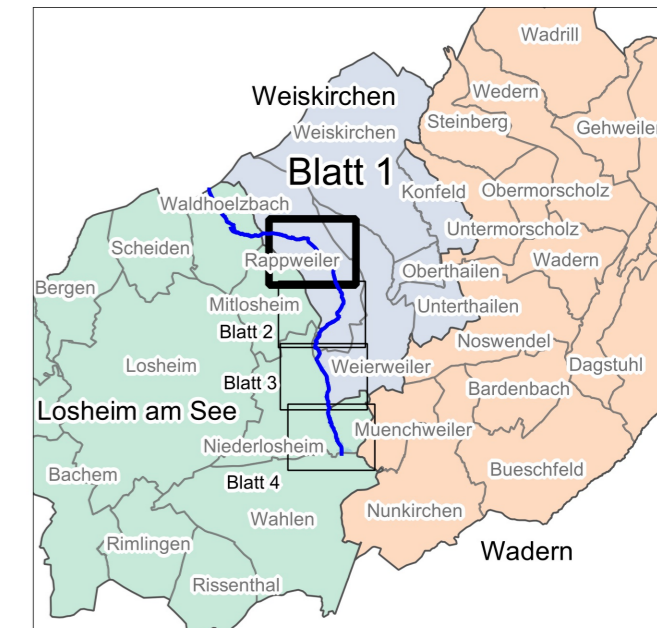 Wadrill
Wedern
Weiskirchen
Steinberg
Gehweiler
Weiskirchen
Blatt 1
Konfeld
Obermorscholz
Waldhoelzbach
Untermorscholz
Scheiden
Rappweiler
Wadern
Oberthailen
Bergen
Mitlosheim
Unterthailen
Blatt 2
Noswendel
Losheim
Weierweiler
Dagstuhl
Blatt 3
Bardenbach
Losheim am See
Muenchweiler
Niederlosheim
Bachem
Blatt 4
Bueschfeld
Wahlen
Nunkirchen
Rimlingen
Wadern
Rissenthal